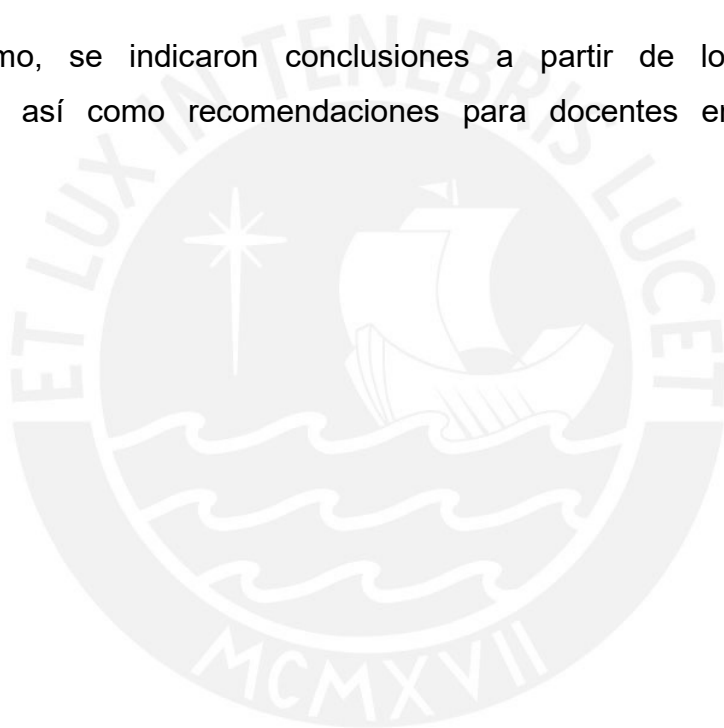 mo, se indicaron conclusiones a partir de lo
así como recomendaciones para docentes en
ET LUX IN TENEBRIS LUCET
MCMXVII